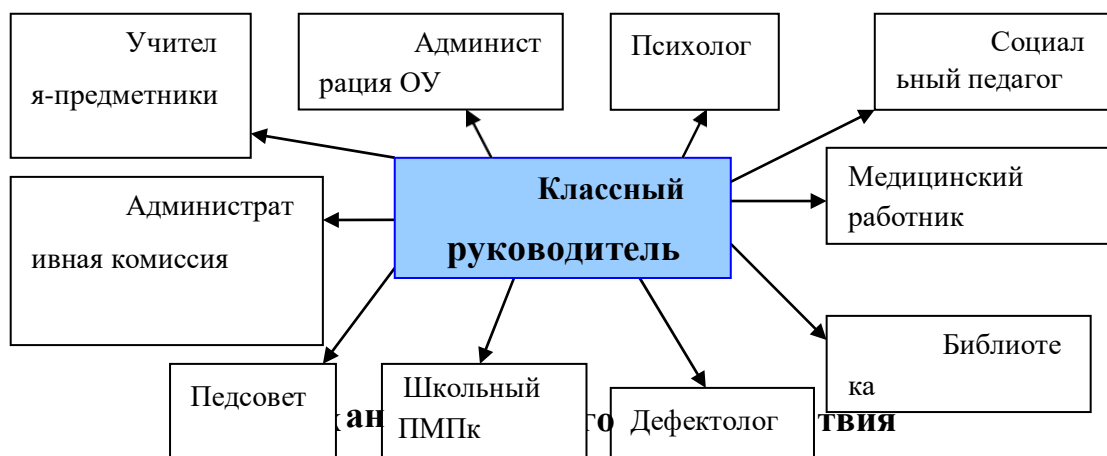 Учител
я-предметники
Админист
рация ОУ
Психолог
Социал
ьный педагог
Классный
руководитель
Медицинский
работник
Администрат
ивная комиссия
Библиоте
ка
Педсовет
Школьный
ПМПк
Дефектолог